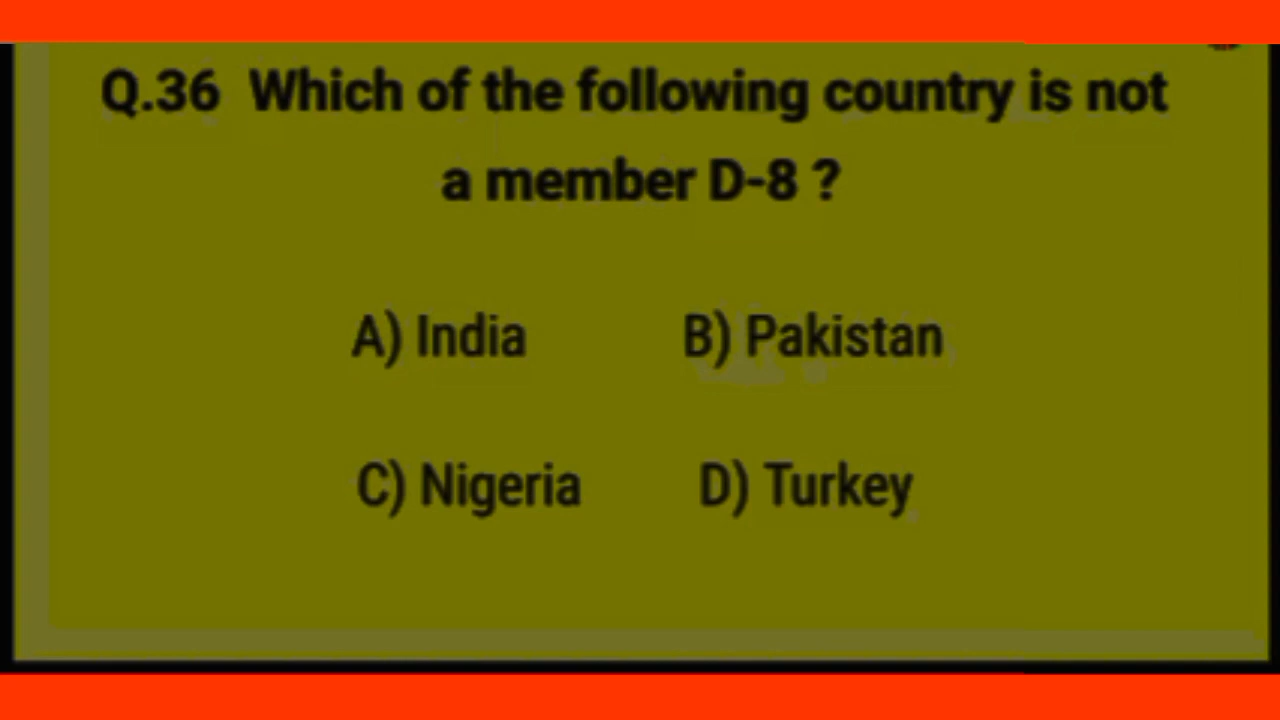 Q.36 Which of the following country is not
a member D-8 ?
A) India B) Pakistan
C) Nigeria D) Turkey